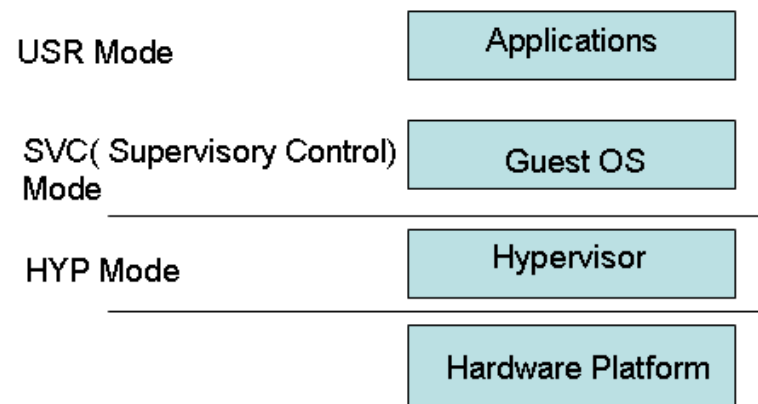 USR Mode
Applications
SVC( Supervisory Control)
Mode
Guest OS
HYP Mode
Hypervisor
Hardware Platform